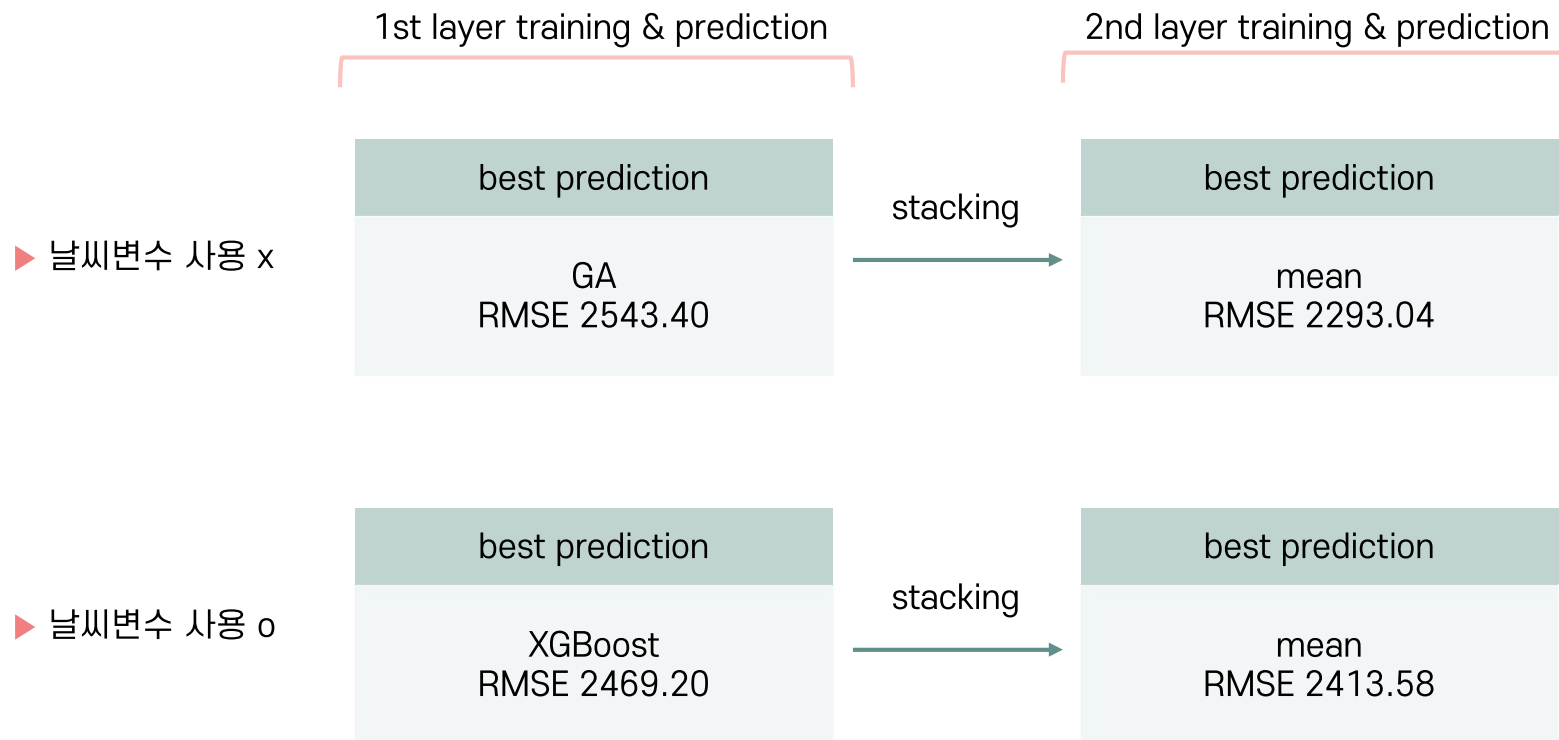 1st layer training & prediction
2nd layer training & prediction
▶ 날씨변수 사용 x
best prediction
GA
RMSE 2543.40
stacking
best prediction
mean
RMSE 2293.04
▶ 날씨변수 사용 o
best prediction
XGBoost
RMSE 2469.20
stacking
best prediction
mean
RMSE 2413.58